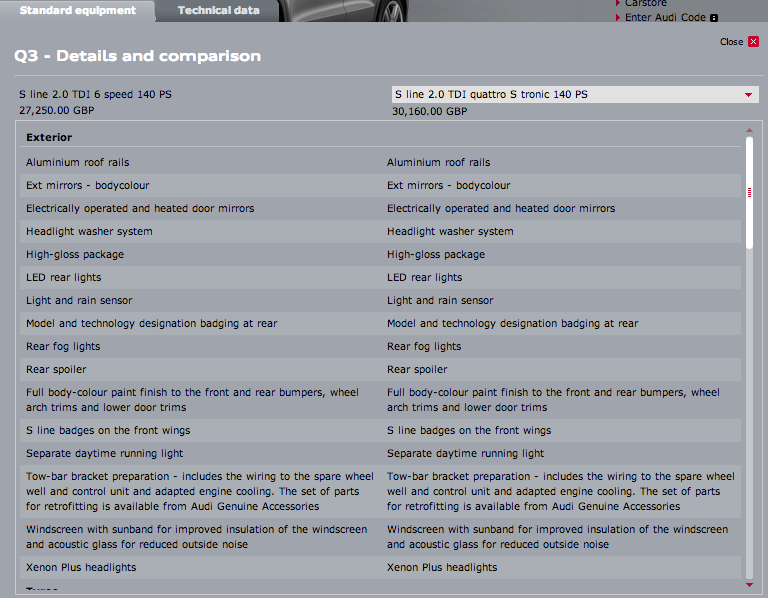 Standard equipment
Technical data
Carstore
Enter Audi Code
Close
Q3 - Details and comparison
S line 2.0 TDI 6 speed 140 PS
S line 2.0 TDI quattro S tronic 140 PS
27,250.00 GBP
30,160.00 GBP
Exterior
Aluminium roof rails
Aluminium roof rails
Ext mirrors - bodycolour
Ext mirrors - bodycolour
Electrically operated and heated door mirrors
Electrically operated and heated door mirrors
Headlight washer system
Headlight washer system
High-gloss package
High-gloss package
LED rear lights
LED rear lights
Light and rain sensor
Light and rain sensor
Model and technology designation badging at rear
Model and technology designation badging at rear
Rear fog lights
Rear fog lights
Rear spoiler
Rear spoiler
Full body-colour paint finish to the front and rear bumpers, wheel
arch trims and lower door trims
Full body-colour paint finish to the front and rear bumpers, wheel
arch trims and lower door trims
S line badges on the front wings
S line badges on the front wings
Separate daytime running light
Separate daytime running light
Tow-bar bracket preparation - includes the wiring to the spare wheel
well and control unit and adapted engine cooling. The set of parts
for retrofitting is available from Audi Genuine Accessories
Tow-bar bracket preparation - includes the wiring to the spare wheel
well and control unit and adapted engine cooling. The set of parts
for retrofitting is available from Audi Genuine Accessories
Windscreen with sunband for improved insulation of the windscreen
and acoustic glass for reduced outside noise
Windscreen with sunband for improved insulation of the windscreen
and acoustic glass for reduced outside noise
Xenon Plus headlights
Xenon Plus headlights